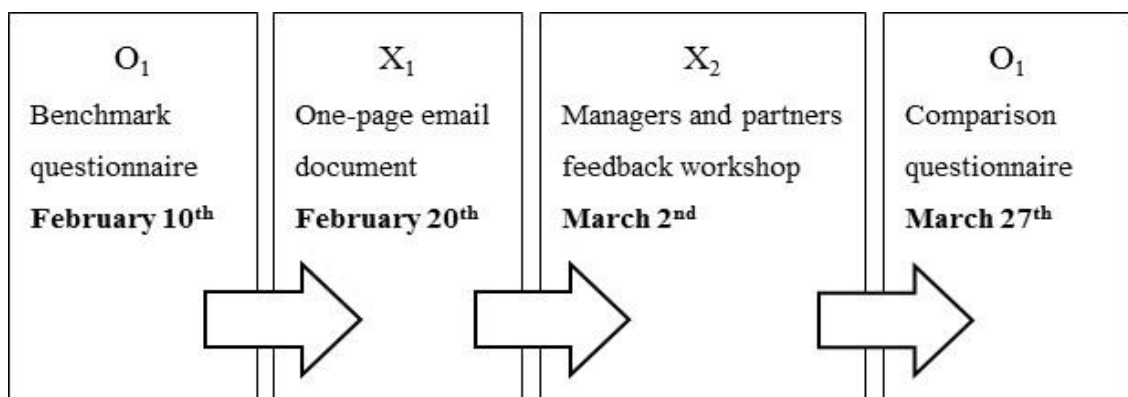 O₁
Benchmark
questionnaire
February 10ᵗʰ
X₁
One-page email
document
February 20ᵗʰ
X₂
Managers and partners
feedback workshop
March 2ⁿᵈ
O₁
Comparison
questionnaire
March 27ᵗʰ